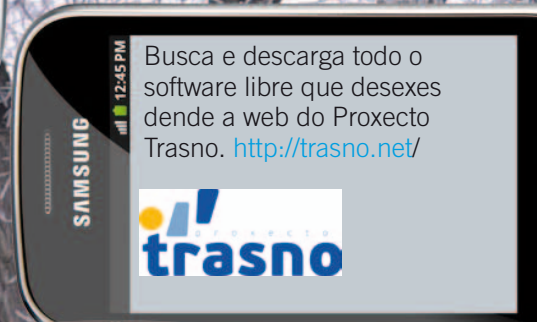 Busca e descarga todo o
software libre que desexes
dende a web do Proxecto
Trasno. http://trasno.net/
proxecto
trasno
12:45 PM
SAMSUNG